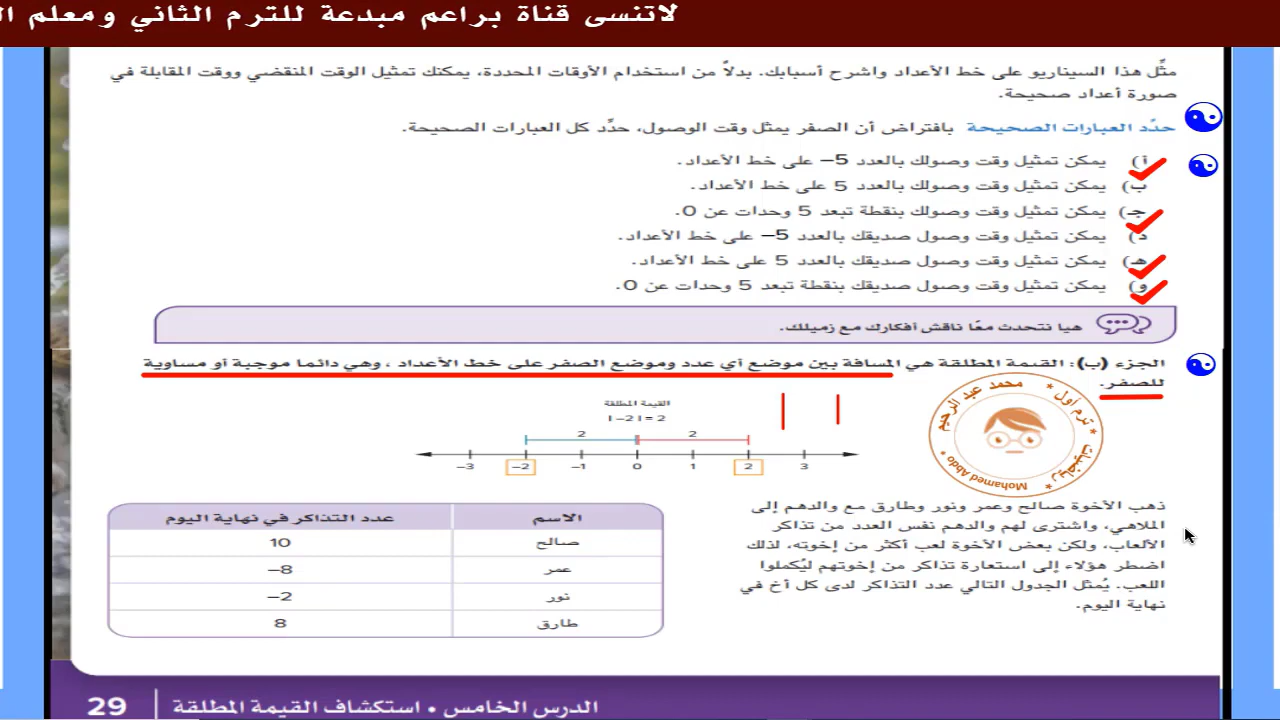 لاتنسى قناة براعم مبدعة للترم الثاني ومعلم
مثِّل هذا السيناريو على خط الأعداد واشرح أسبابك. بدلاً من استخدام الأوقات المحددة، يمكنك تمثيل الوقت المنقضي ووقت المقابلة في
صورة أعداد صحيحة.
حدّد العبارات الصحيحة بافتراض أن الصفر يمثل وقت الوصول، حدِّد كل العبارات الصحيحة.
أ) يمكن تمثيل وقت وصولك بالعدد 5− على خط الأعداد.
ب) يمكن تمثيل وقت وصولك بالعدد 5 على خط الأعداد.
جـ) يمكن تمثيل وقت وصولك بنقطة تبعد 5 وحدات عن 0.
د) يمكن تمثيل وقت وصول صديقك بالعدد 5− على خط الأعداد.
هـ) يمكن تمثيل وقت وصول صديقك بالعدد 5 على خط الأعداد.
و) يمكن تمثيل وقت وصول صديقك بنقطة تبعد 5 وحدات عن 0.
هيا نتحدث معًا ناقش أفكارك مع زميلك.
الجزء (ب): القيمة المطلقة هي المسافة بين موضع أي عدد وموضع الصفر على خط الأعداد ، وهي دائما موجبة أو مساوية
للصفر.
القيمة المطلقة
|−2| = 2
2 2
−3 −2 −1 0 1 2 3
محمد عبد الرحيم * ترم أول * رياضيات * Mohamed Abdo *
ذهب الأخوة صالح وعمر ونور وطارق مع والدهم إلى
الملاهي، واشترى لهم والدهم نفس العدد من تذاكر
الألعاب، ولكن بعض الأخوة لعب أكثر من إخوته، لذلك
اضطر هؤلاء إلى استعارة تذاكر من إخوتهم ليُكملوا
اللعب. يُمثل الجدول التالي عدد التذاكر لدى كل أخ في
نهاية اليوم.
الاسم عدد التذاكر في نهاية اليوم
صالح 10
عمر −8
نور −2
طارق 8
الدرس الخامس • استكشاف القيمة المطلقة 29